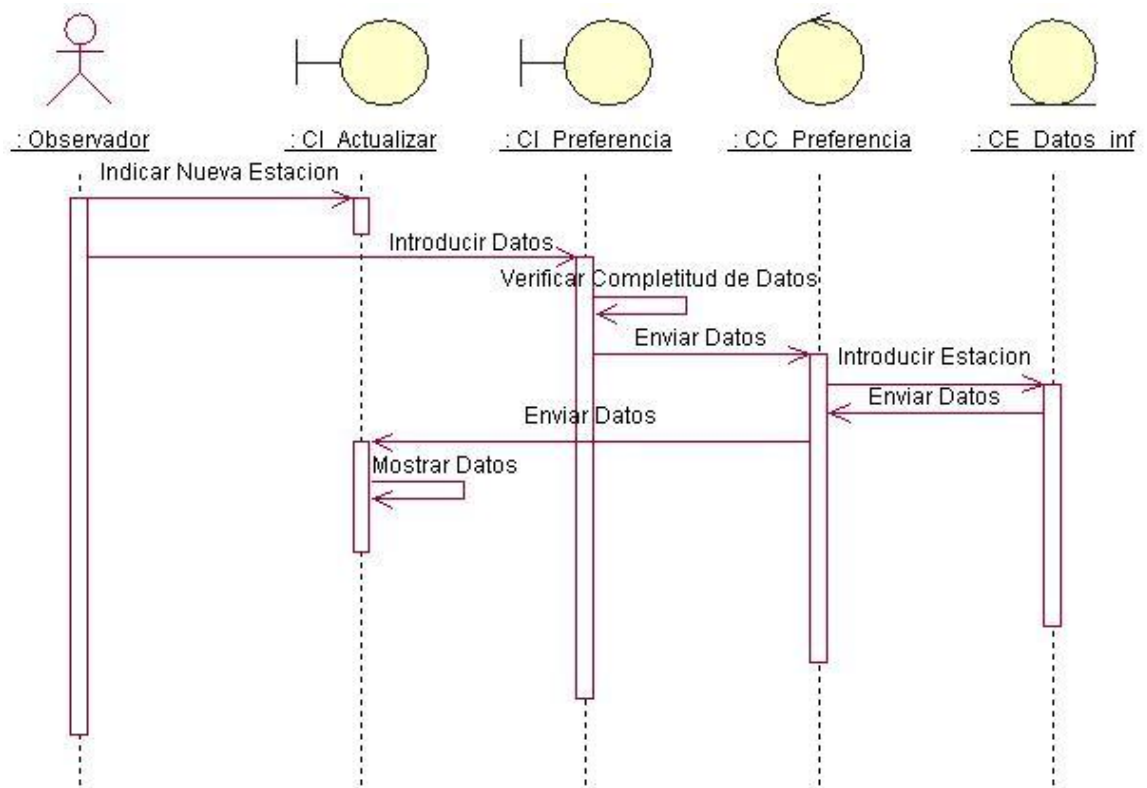 : Observador
: CI_Actualizar
: CI_Preferencia
: CC_Preferencia
: CE_Datos_inf
Indicar Nueva Estacion
Introducir Datos
Verificar Completitud de Datos
Enviar Datos
Introducir Estacion
Enviar Datos
Enviar Datos
Mostrar Datos